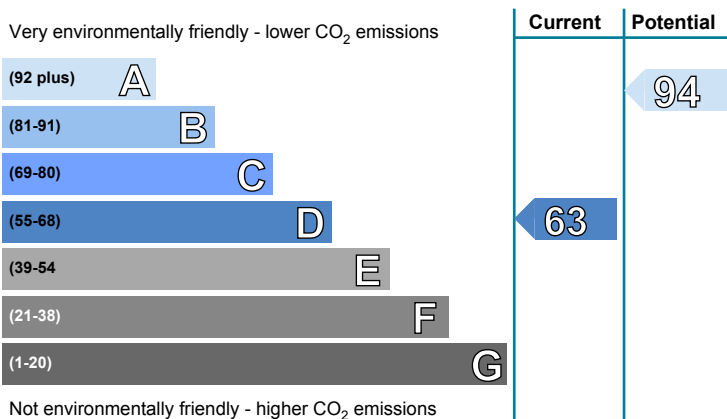 Very environmentally friendly - lower CO2 emissions
Current Potential
(92 plus) A
94
(81-91) B
(69-80) C
(55-68) D
63
(39-54 E
(21-38) F
(1-20) G
Not environmentally friendly - higher CO2 emissions